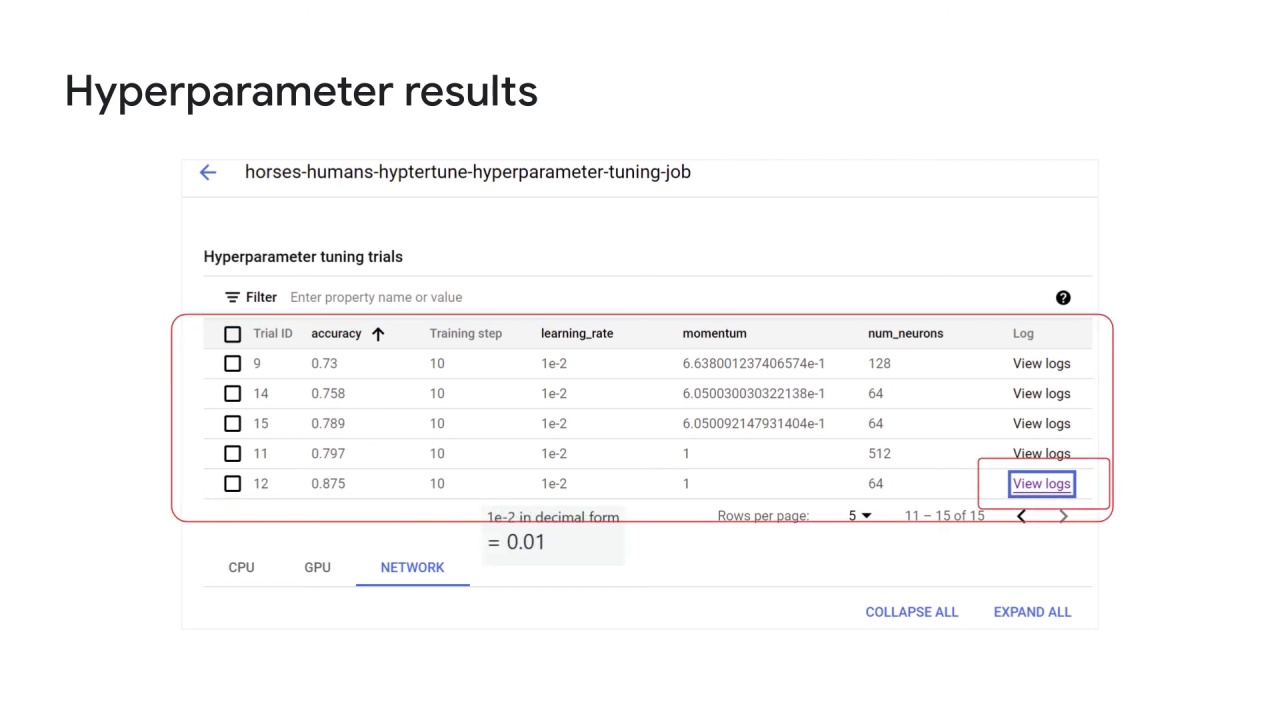 Hyperparameter results
horses-humans-hyptertune-hyperparameter-tuning-job
Hyperparameter tuning trials
Filter Enter property name or value
Trial ID accuracy Training step learning_rate momentum num_neurons Log
9 0.73 10 1e-2 6.638001237406574e-1 128 View logs
14 0.758 10 1e-2 6.050030030322138e-1 64 View logs
15 0.789 10 1e-2 6.050092147931404e-1 64 View logs
11 0.797 10 1e-2 1 512 View logs
12 0.875 10 1e-2 1 64 View logs
1e-2 in decimal form Rows per page: 5 11 – 15 of 15
= 0.01
CPU GPU NETWORK
COLLAPSE ALL EXPAND ALL